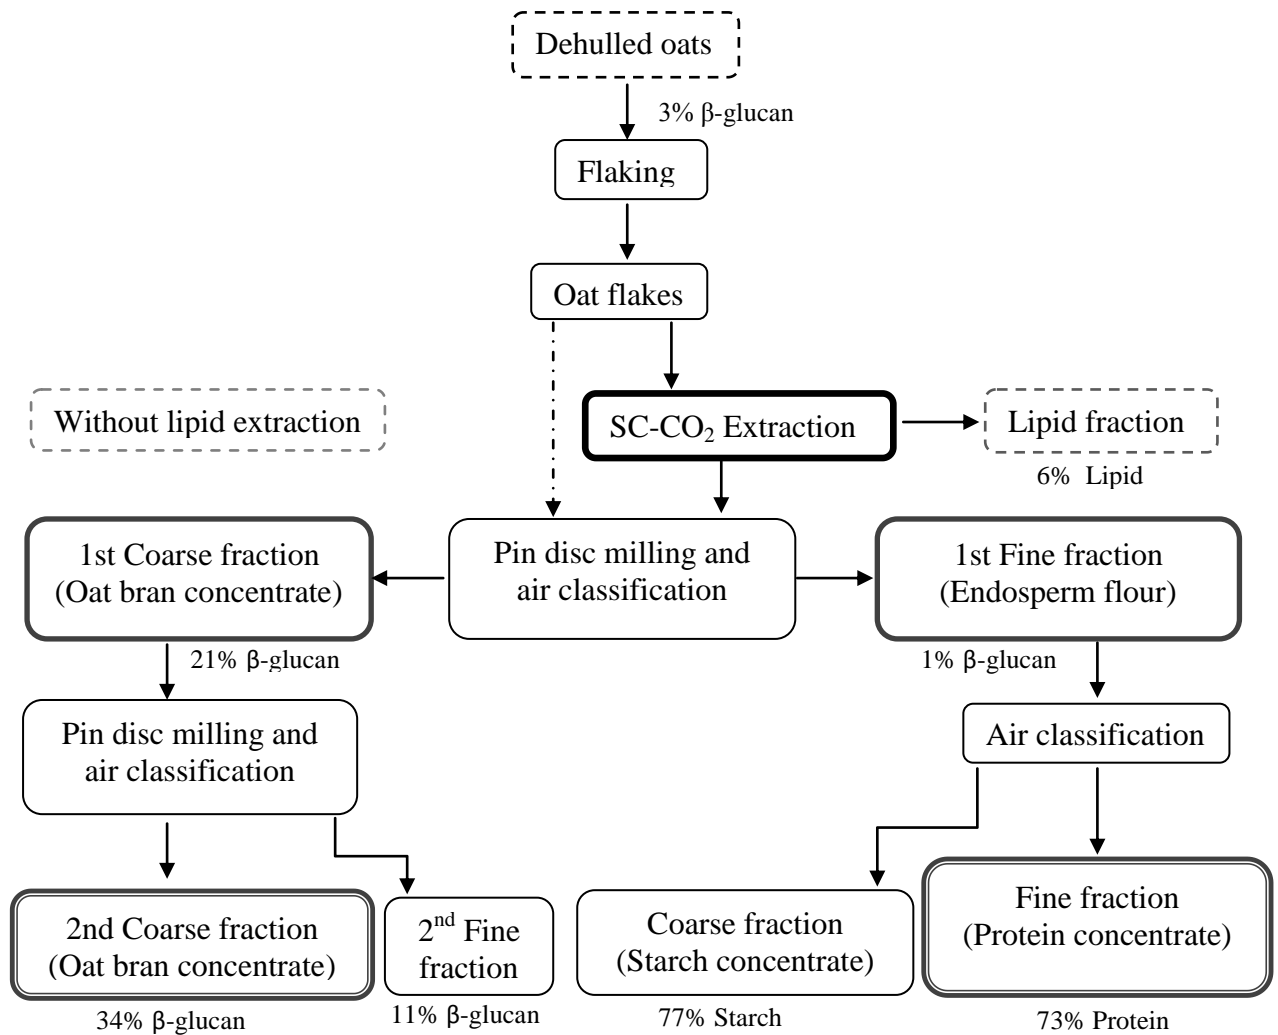 Dehulled oats
3% β-glucan
Flaking
Oat flakes
Without lipid extraction
SC-CO₂ Extraction
Lipid fraction
6% Lipid
1st Coarse fraction
(Oat bran concentrate)
Pin disc milling and
air classification
1st Fine fraction
(Endosperm flour)
21% β-glucan
1% β-glucan
Pin disc milling and
air classification
Air classification
2nd Coarse fraction
(Oat bran concentrate)
2nd Fine
fraction
Coarse fraction
(Starch concentrate)
Fine fraction
(Protein concentrate)
34% β-glucan
11% β-glucan
77% Starch
73% Protein